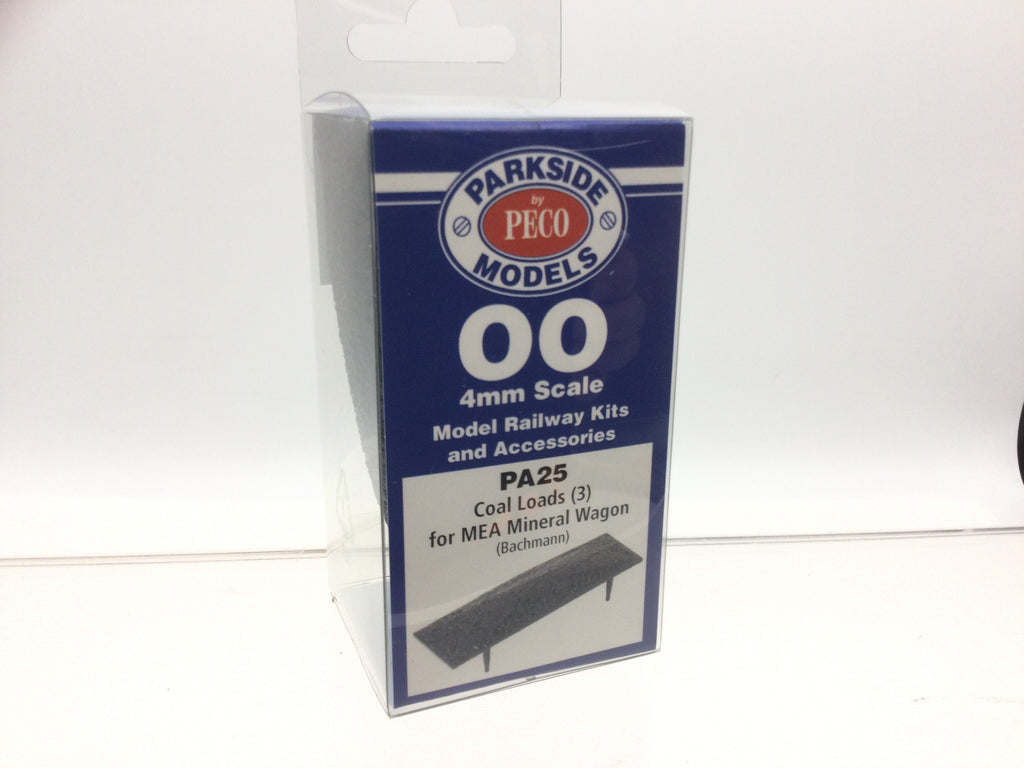 PARKSIDE
by
PECO
MODELS
OO
4mm Scale
Model Railway Kits
and Accessories
PA25
Coal Loads (3)
for MEA Mineral Wagon
(Bachmann)